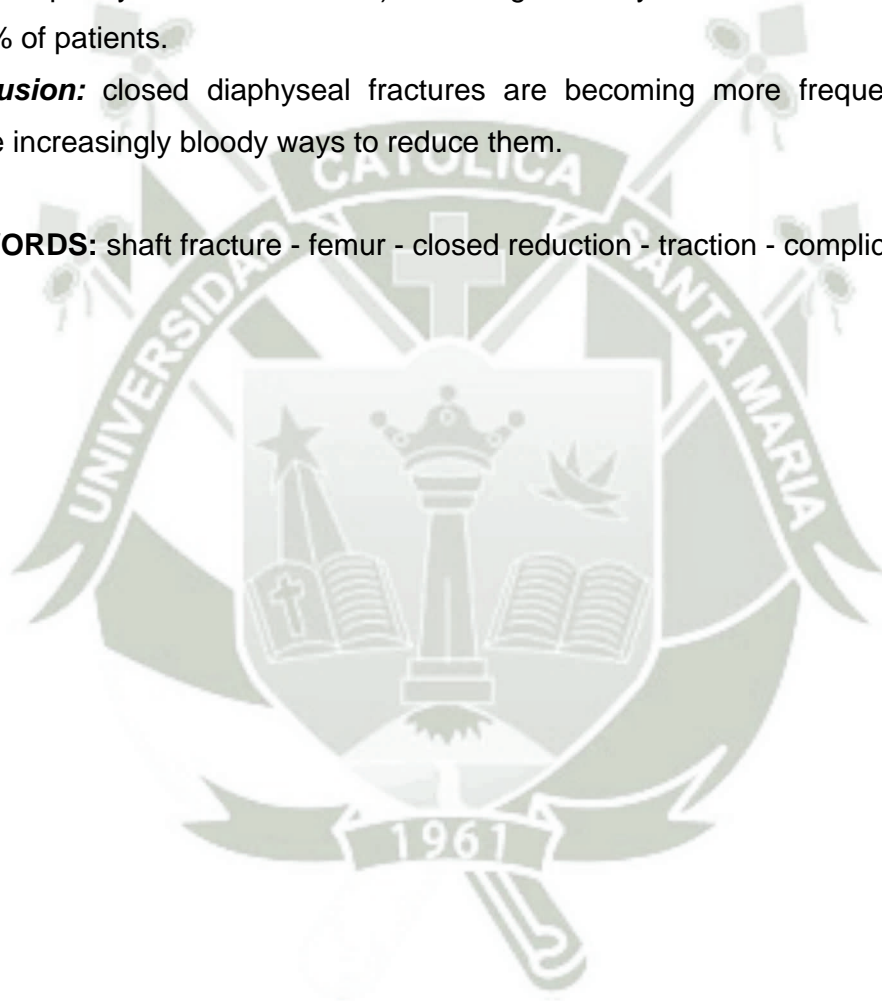 % of patients.
usion: closed diaphyseal fractures are becoming more freque
e increasingly bloody ways to reduce them.
ORDS: shaft fracture - femur - closed reduction - traction - complic
UNIVERSIDAD CATOLICA SANTA MARIA
1961